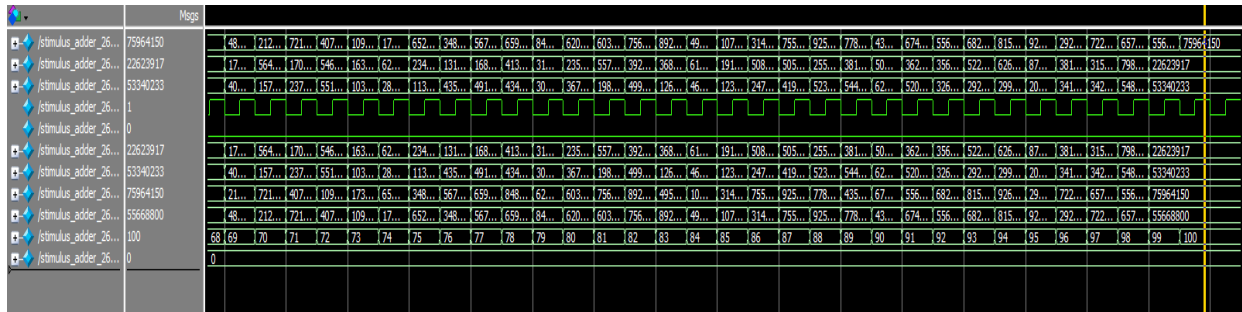 Msgs
/stimulus_adder_26... 75964150 48... 212... 721... 407... 109... 17... 652... 348... 567... 659... 84... 620... 603... 756... 892... 49... 107... 314... 755... 925... 778... 43... 674... 556... 682... 815... 92... 292... 722... 657... 556... 75964150
/stimulus_adder_26... 22623917 17... 564... 170... 546... 163... 62... 234... 131... 168... 413... 31... 235... 557... 392... 368... 61... 191... 508... 505... 255... 381... 50... 362... 356... 522... 626... 87... 381... 315... 798... 22623917
/stimulus_adder_26... 53340233 40... 157... 237... 551... 103... 28... 113... 435... 491... 434... 30... 367... 198... 499... 126... 46... 123... 247... 419... 523... 544... 62... 520... 326... 292... 299... 20... 341... 342... 548... 53340233
/stimulus_adder_26... 1
/stimulus_adder_26... 0
/stimulus_adder_26... 22623917 17... 564... 170... 546... 163... 62... 234... 131... 168... 413... 31... 235... 557... 392... 368... 61... 191... 508... 505... 255... 381... 50... 362... 356... 522... 626... 87... 381... 315... 798... 22623917
/stimulus_adder_26... 53340233 40... 157... 237... 551... 103... 28... 113... 435... 491... 434... 30... 367... 198... 499... 126... 46... 123... 247... 419... 523... 544... 62... 520... 326... 292... 299... 20... 341... 342... 548... 53340233
/stimulus_adder_26... 75964150 21... 721... 407... 109... 173... 65... 348... 567... 659... 848... 62... 603... 756... 892... 495... 10... 314... 755... 925... 778... 435... 67... 556... 682... 815... 926... 29... 722... 657... 556... 75964150
/stimulus_adder_26... 55668800 48... 212... 721... 407... 109... 17... 652... 348... 567... 659... 84... 620... 603... 756... 892... 49... 107... 314... 755... 925... 778... 43... 674... 556... 682... 815... 92... 292... 722... 657... 55668800
/stimulus_adder_26... 100 68 69 70 71 72 73 74 75 76 77 78 79 80 81 82 83 84 85 86 87 88 89 90 91 92 93 94 95 96 97 98 99 100
/stimulus_adder_26... 0 0